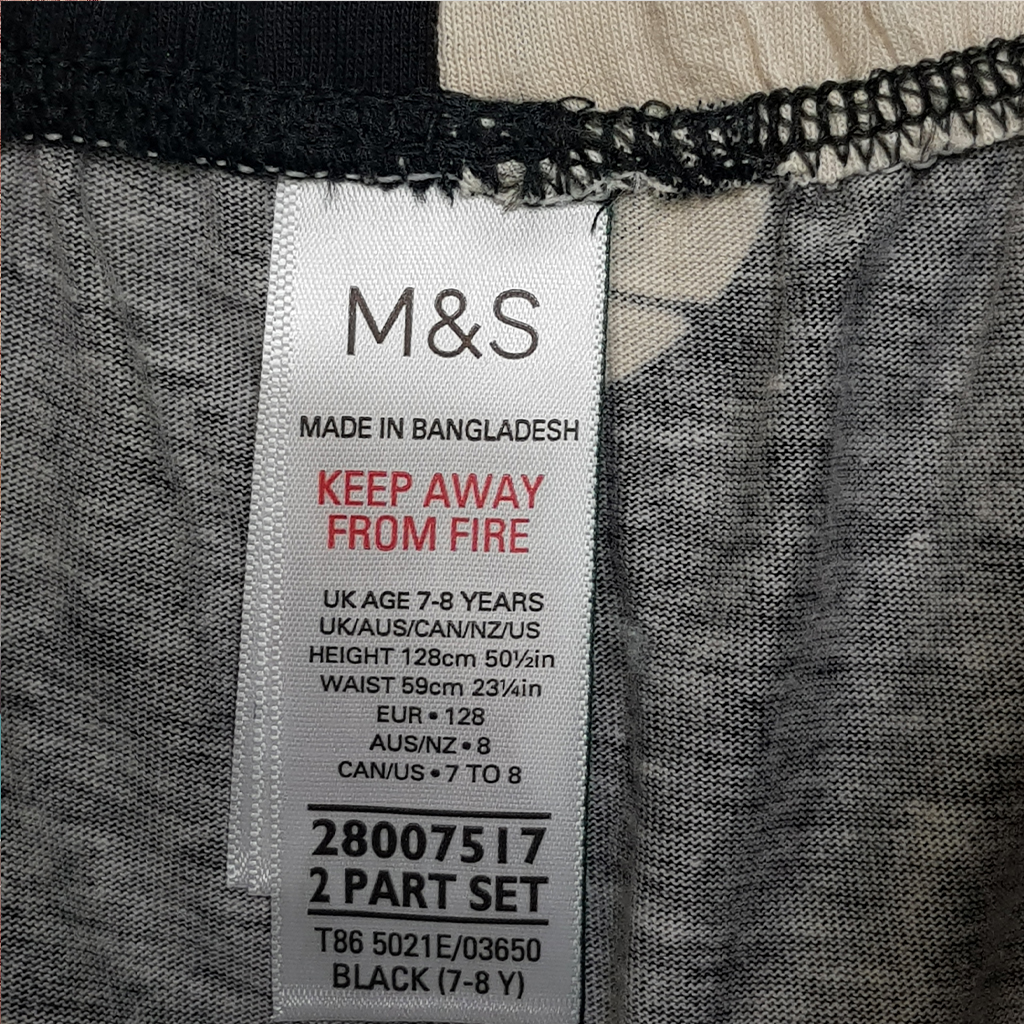 M&S
MADE IN BANGLADESH
KEEP AWAY
FROM FIRE
UK AGE 7-8 YEARS
UK/AUS/CAN/NZ/US
HEIGHT 128cm 50½in
WAIST 59cm 23¼in
EUR • 128
AUS/NZ • 8
CAN/US • 7 TO 8
28007517
2 PART SET
T86 5021E/03650
BLACK (7-8 Y)